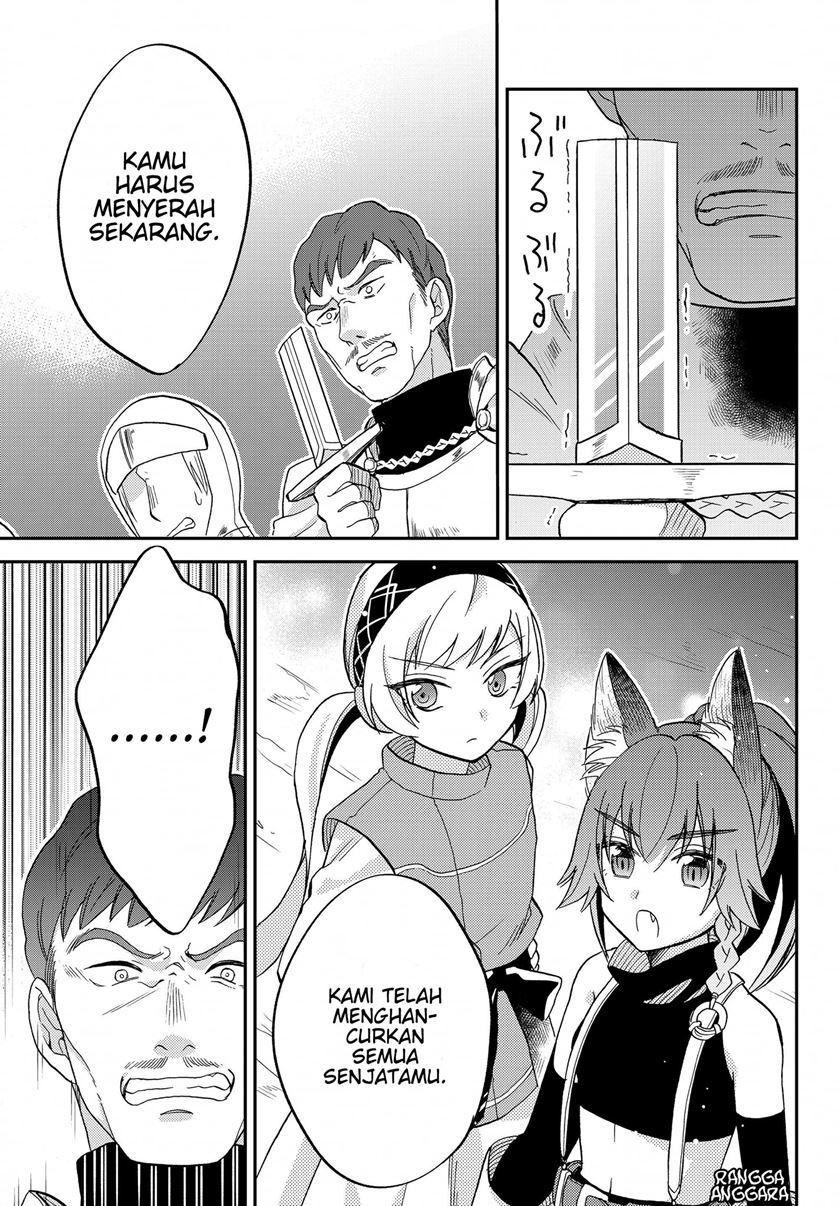 ぶるぶる
KAMU
HARUS
MENYERAH
SEKARANG.
KAMI TELAH
MENGHAN-
CURKAN
SEMUA
SENJATAMU.
......!
RANGGA
ANGGARA